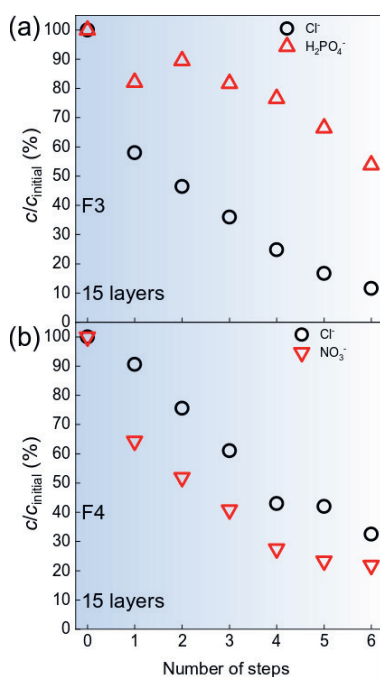 (a)
Cl⁻
H₂PO₄⁻
100
90
80
70
60
50
40
30
20
10
0
c/c_initial (%)
F3
15 layers
(b)
Cl⁻
NO₃⁻
100
90
80
70
60
50
40
30
20
10
0
c/c_initial (%)
F4
15 layers
0 1 2 3 4 5 6
Number of steps